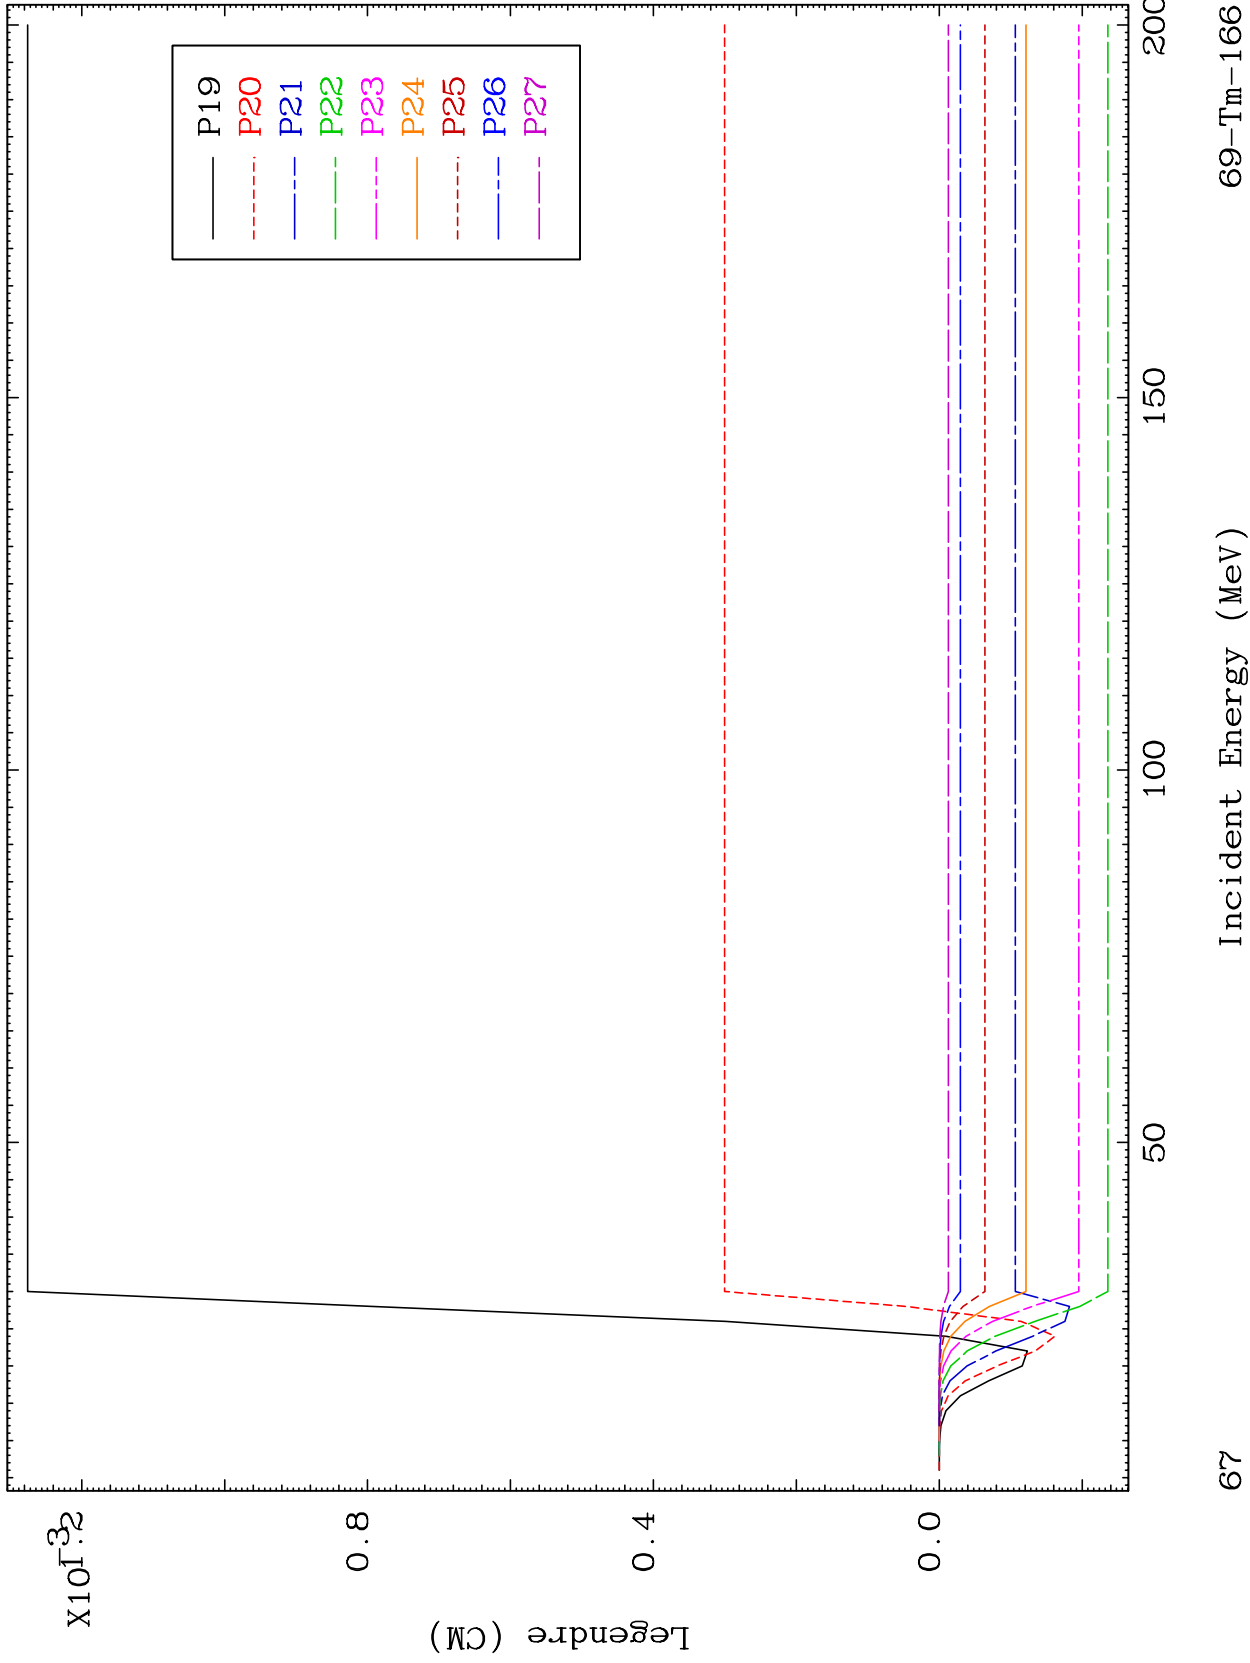 X10-3
1.2
0.8
0.4
0.0
Legendre (CM)
P19
P20
P21
P22
P23
P24
P25
P26
P27
50
100
150
200
67
Incident Energy (MeV)
69-Tm-166